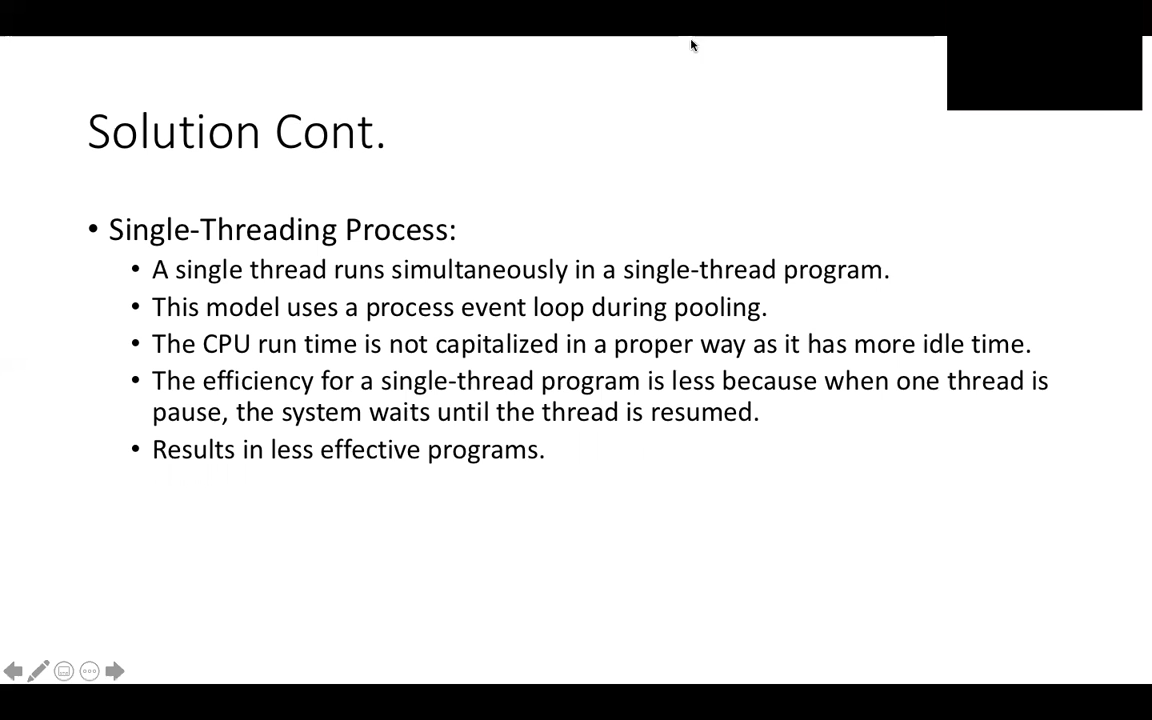 Solution Cont.
• Single-Threading Process:
• A single thread runs simultaneously in a single-thread program.
• This model uses a process event loop during pooling.
• The CPU run time is not capitalized in a proper way as it has more idle time.
• The efficiency for a single-thread program is less because when one thread is
pause, the system waits until the thread is resumed.
• Results in less effective programs.